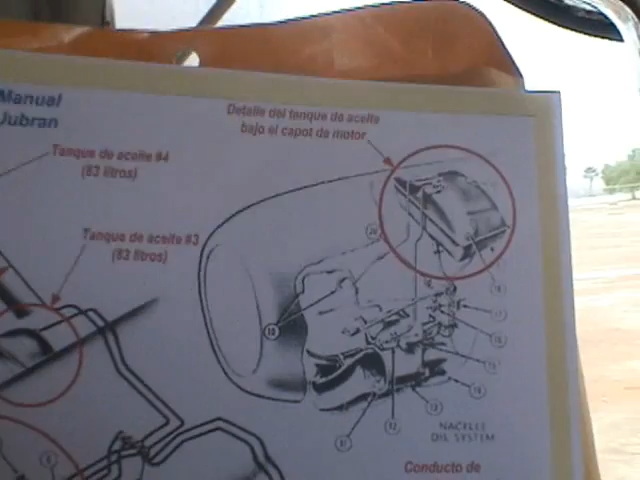 Manual
Jubran
Tanque de aceite #4
(83 litros)
Tanque de aceite #3
(83 litros)
Detalle del tanque de aceite
bajo el capot de motor
10
NACELLE
OIL SYSTEM
Conducto de